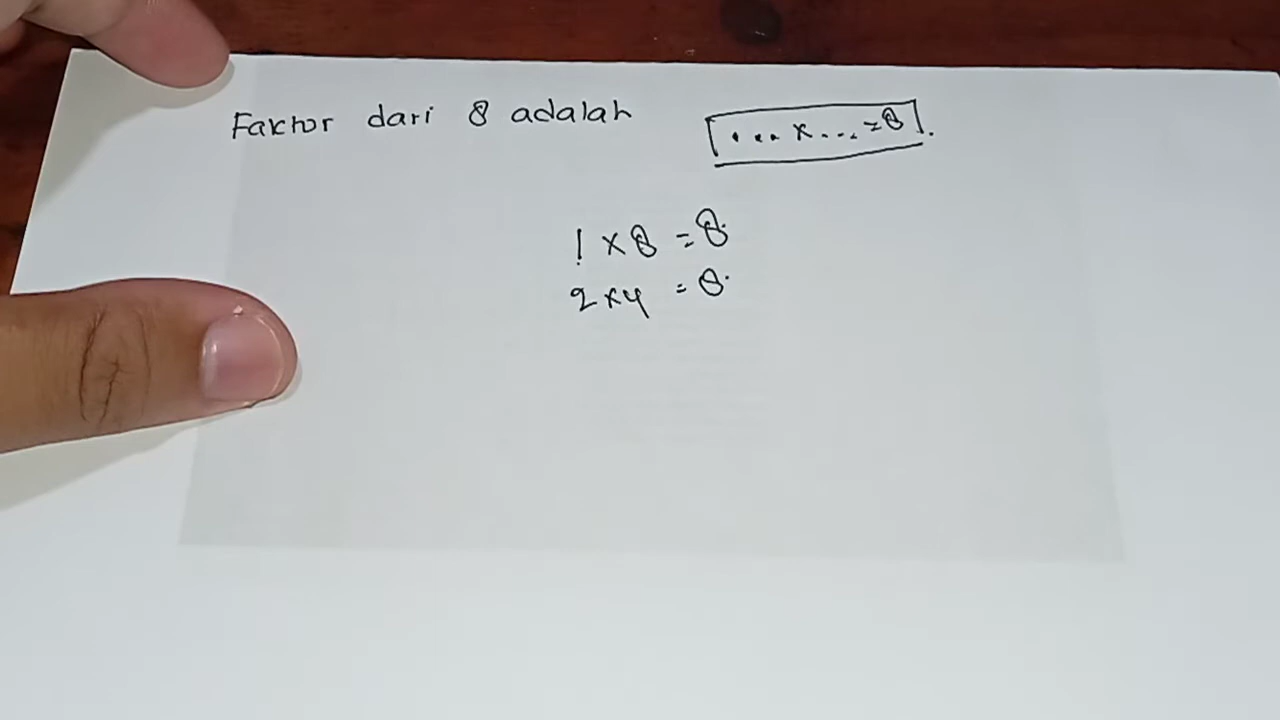 Faktor dari 8 adalah
... x ... = 8.
1 x 8 = 8.
2 x 4 = 8.